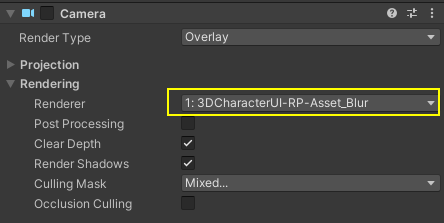 Camera
Render Type Overlay
Projection
Rendering
Renderer 1: 3DCharacterUI-RP-Asset_Blur
Post Processing
Clear Depth
Render Shadows
Culling Mask Mixed...
Occlusion Culling